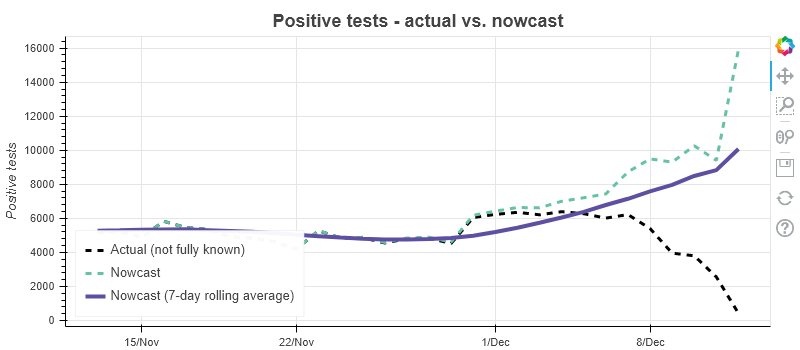 Positive tests - actual vs. nowcast
16000
14000
12000
10000
8000
6000
4000
2000
0
Positive tests
Actual (not fully known)
Nowcast
Nowcast (7-day rolling average)
15/Nov
22/Nov
1/Dec
8/Dec